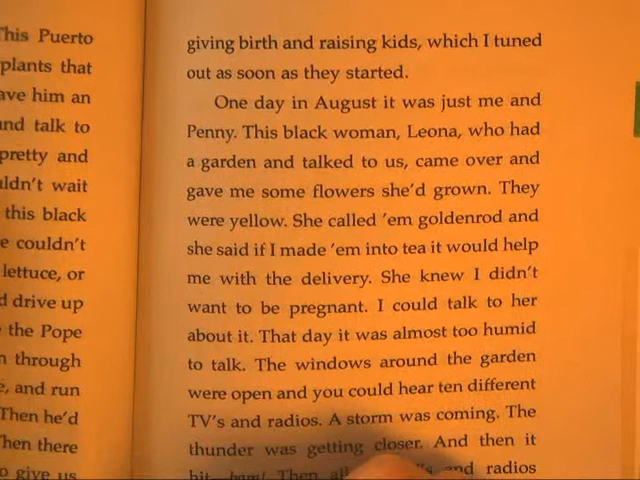 This Puerto
plants that
ave him an
and talk to
pretty and
uldn't wait
this black
e couldn't
lettuce, or
d drive up
the Pope
n through
e, and run
Then he'd
Then there
o give us
giving birth and raising kids, which I tuned
out as soon as they started.
One day in August it was just me and
Penny. This black woman, Leona, who had
a garden and talked to us, came over and
gave me some flowers she'd grown. They
were yellow. She called 'em goldenrod and
she said if I made 'em into tea it would help
me with the delivery. She knew I didn't
want to be pregnant. I could talk to her
about it. That day it was almost too humid
to talk. The windows around the garden
were open and you could hear ten different
TV's and radios. A storm was coming. The
thunder was getting closer. And then it
hit—bam! Then all and radios